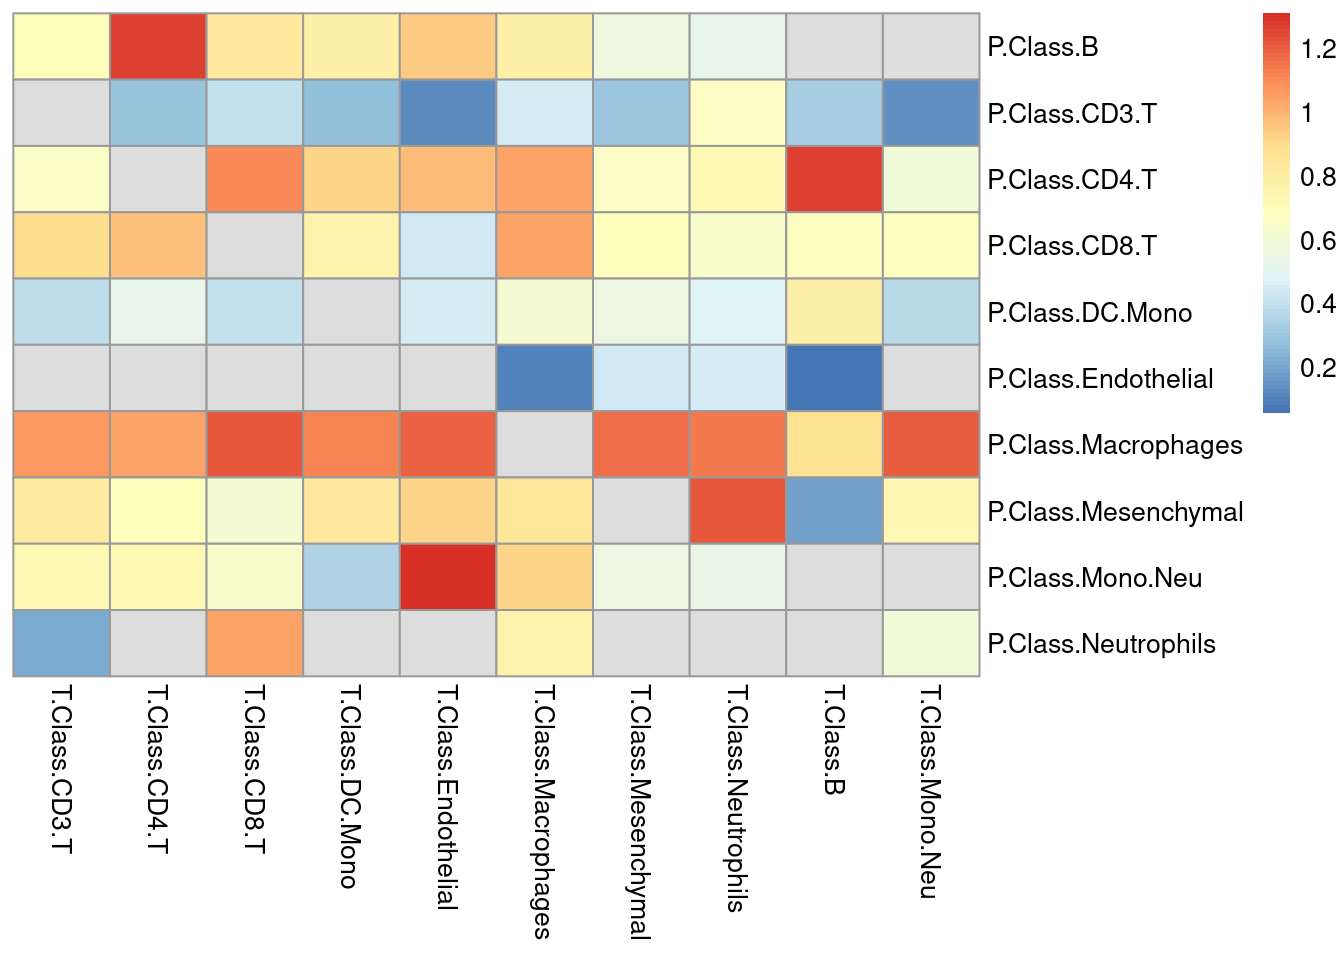 P.Class.B
P.Class.CD3.T
P.Class.CD4.T
P.Class.CD8.T
P.Class.DC.Mono
P.Class.Endothelial
P.Class.Macrophages
P.Class.Mesenchymal
P.Class.Mono.Neu
P.Class.Neutrophils
1.2
1
0.8
0.6
0.4
0.2
T.Class.CD3.T
T.Class.CD4.T
T.Class.CD8.T
T.Class.DC.Mono
T.Class.Endothelial
T.Class.Macrophages
T.Class.Mesenchymal
T.Class.Neutrophils
T.Class.B
T.Class.Mono.Neu